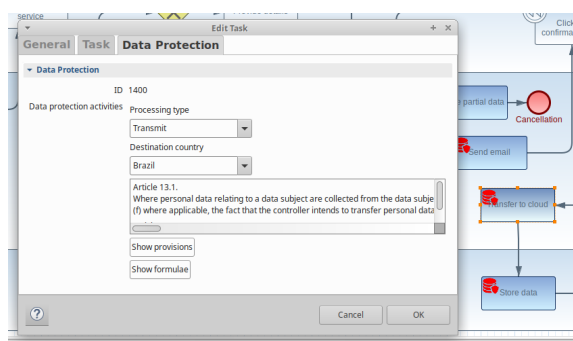 service
Edit Task
General Task Data Protection
Data Protection
ID 1400
Data protection activities
Processing type
Transmit
Destination country
Brazil
Article 13.1.
Where personal data relating to a data subject are collected from the data subje
(f) where applicable, the fact that the controller intends to transfer personal data
Show provisions
Show formulae
?
Cancel
OK
Click
confirma
partial data
Cancellation
Send email
Transfer to cloud
Store data